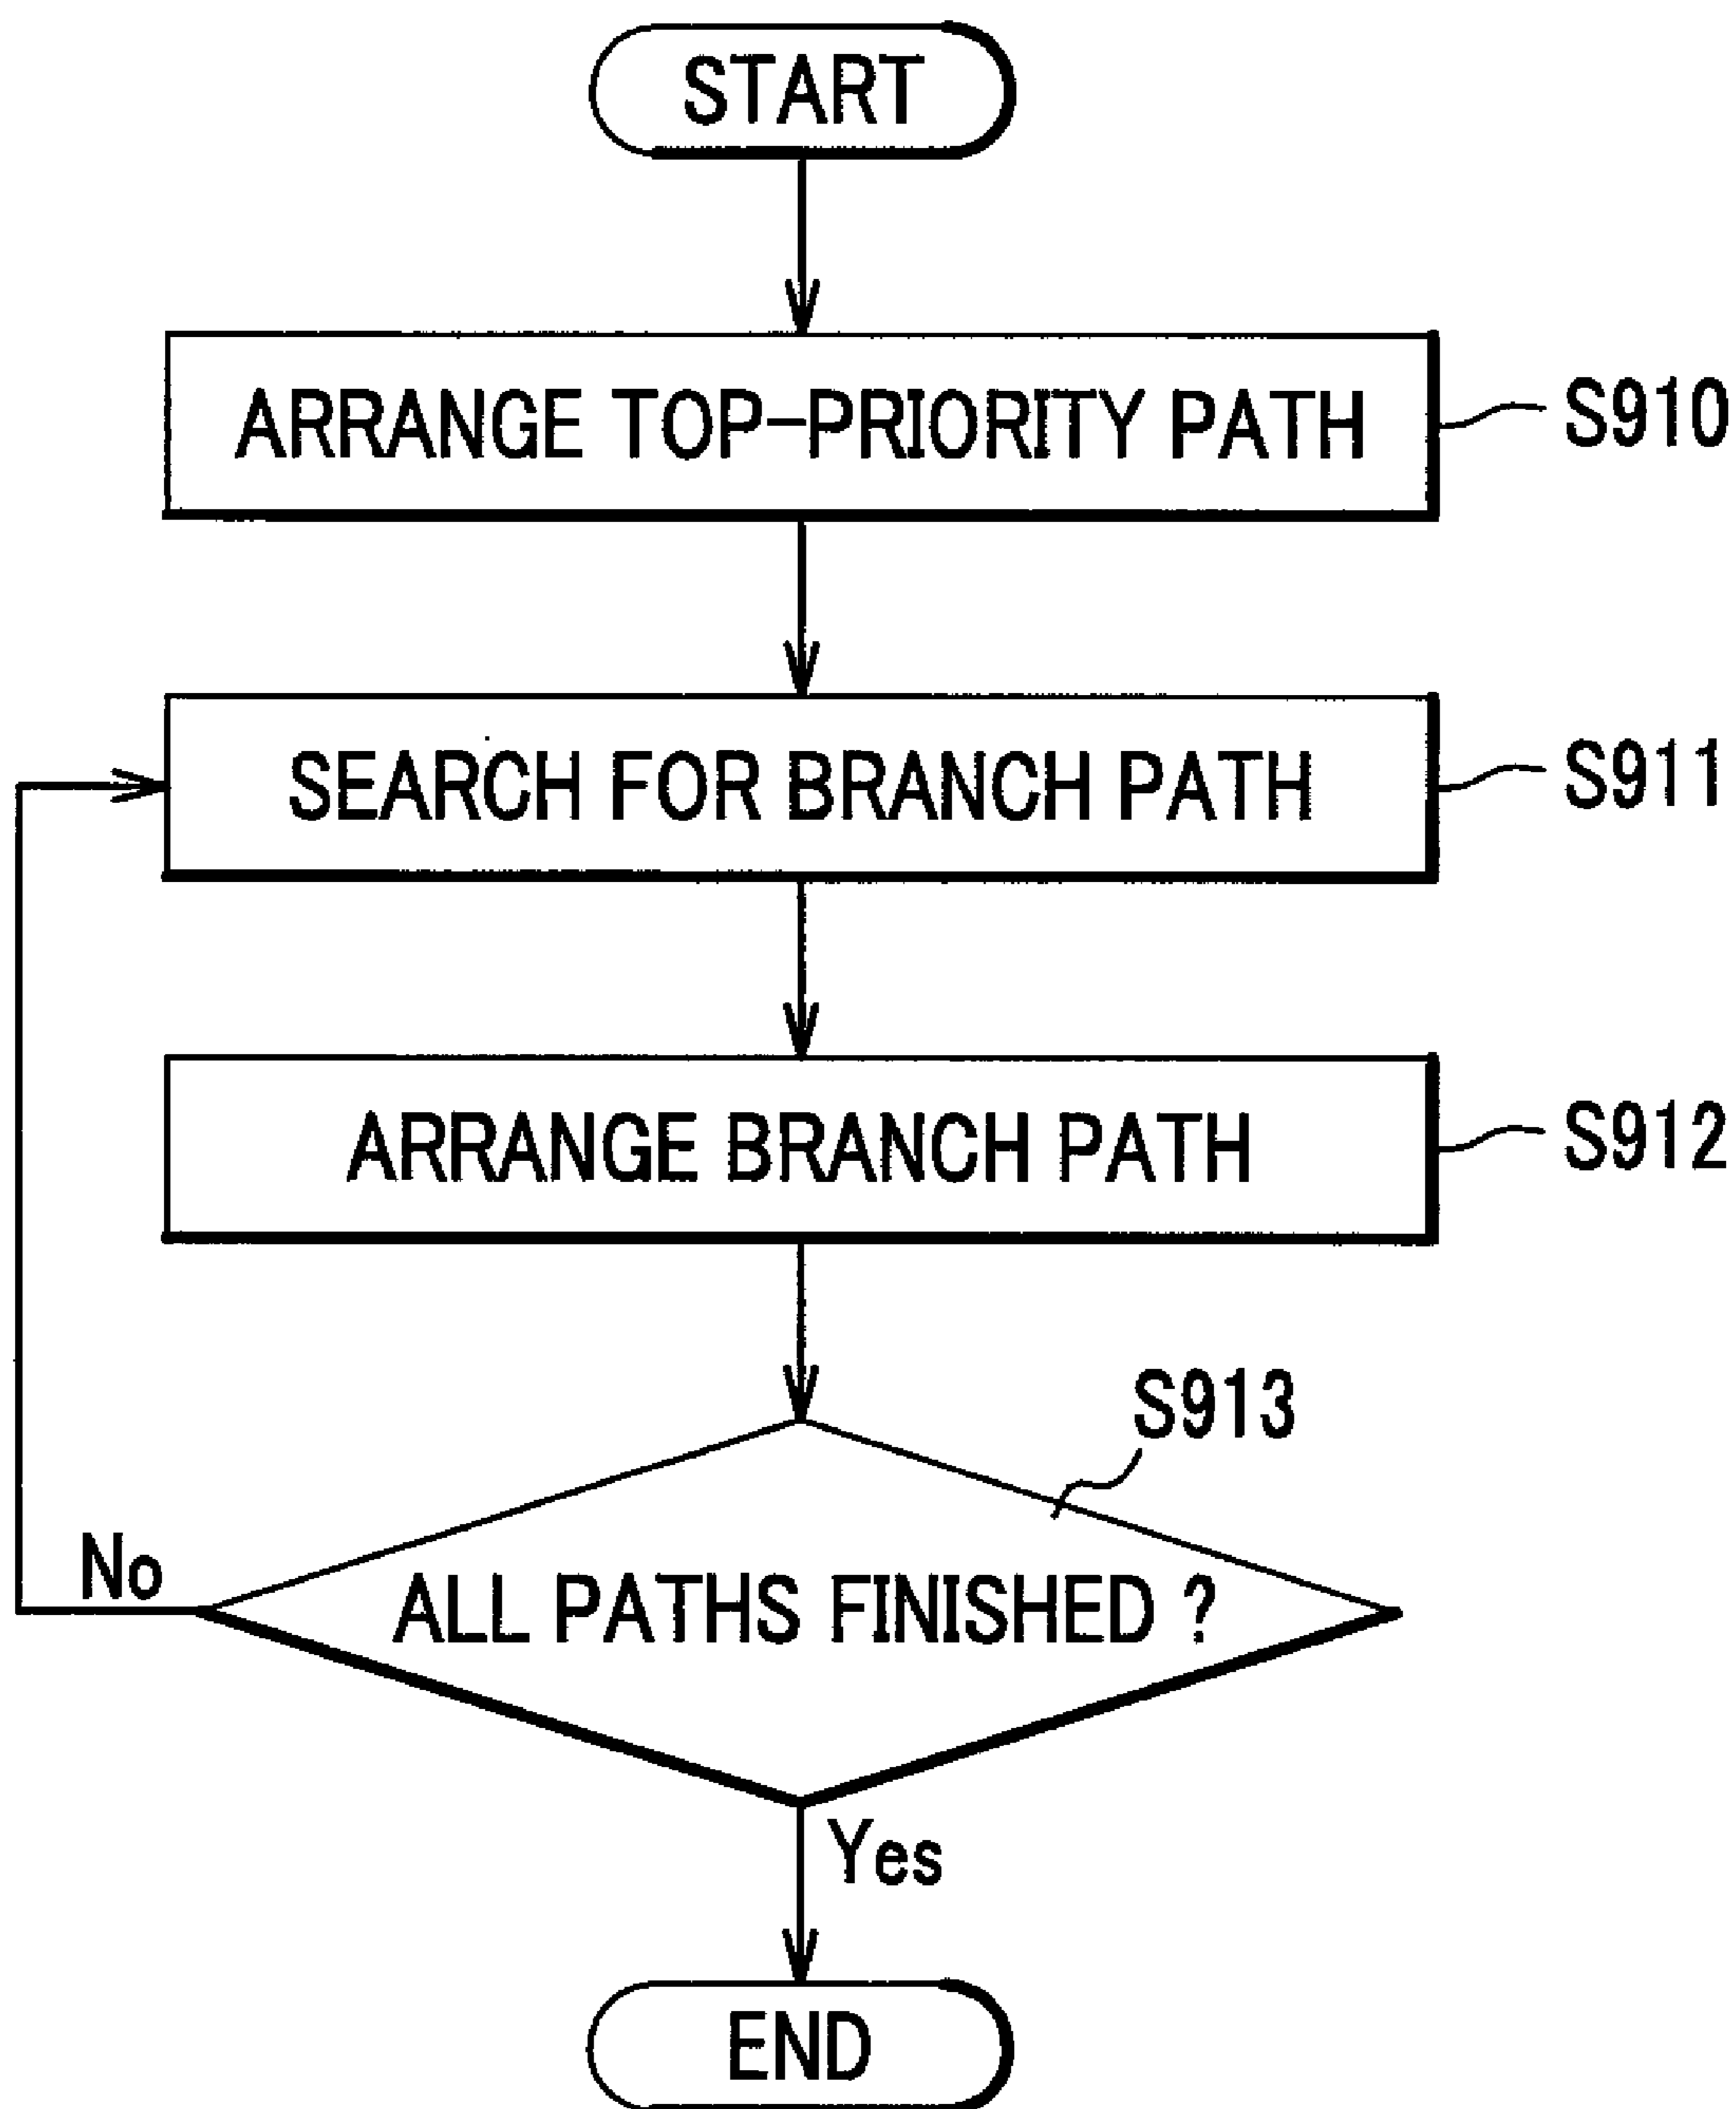 START
ARRANGE TOP-PRIORITY PATH
S910
SEARCH FOR BRANCH PATH
S911
ARRANGE BRANCH PATH
S912
S913
ALL PATHS FINISHED ?
No
Yes
END